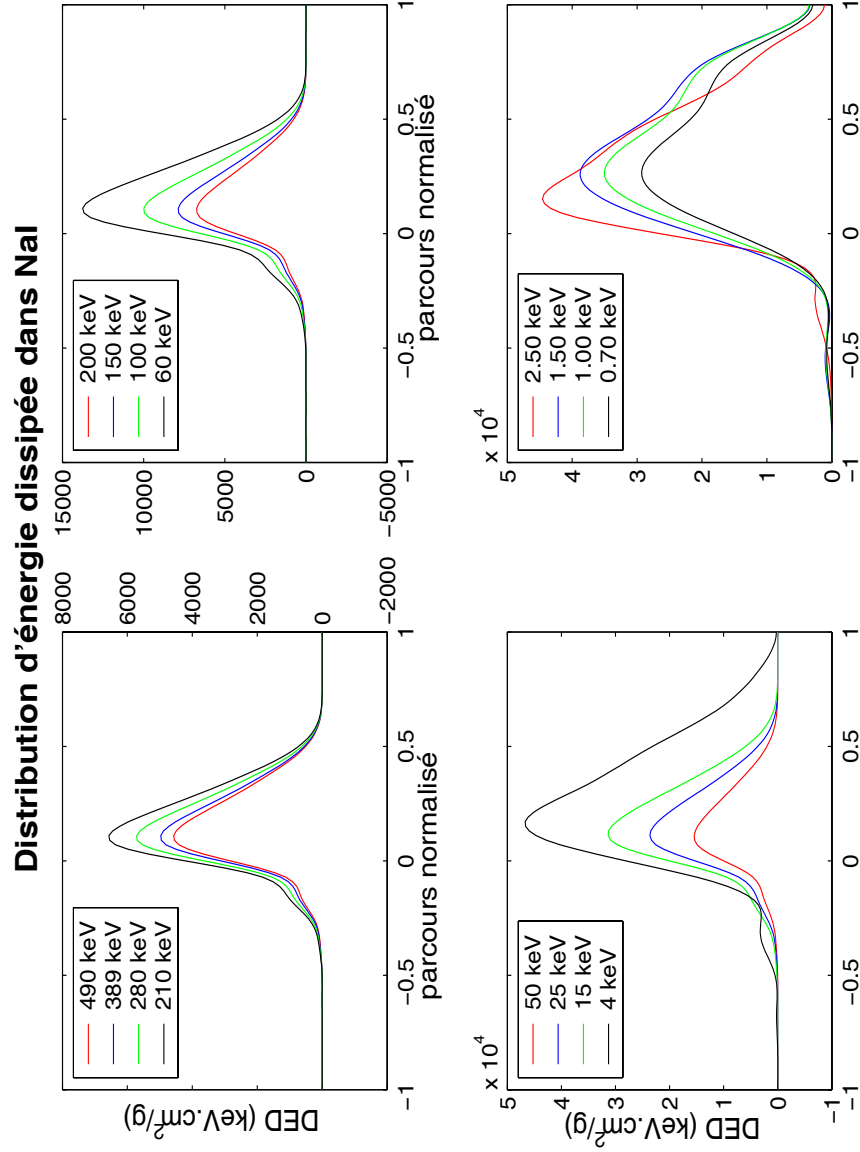 Distribution d'énergie dissipée dans NaI
8000
6000
4000
2000
0
-2000
DED (keV.cm²/g)
490 keV
389 keV
280 keV
210 keV
-1
-0.5
0
0.5
1
parcours normalisé
15000
10000
5000
0
-5000
200 keV
150 keV
100 keV
60 keV
-1
-0.5
0
0.5
1
parcours normalisé
x 10⁴
5
4
3
2
1
0
-1
DED (keV.cm²/g)
50 keV
25 keV
15 keV
4 keV
-1
-0.5
0
0.5
1
x 10⁴
5
4
3
2
1
0
2.50 keV
1.50 keV
1.00 keV
0.70 keV
-1
-0.5
0
0.5
1